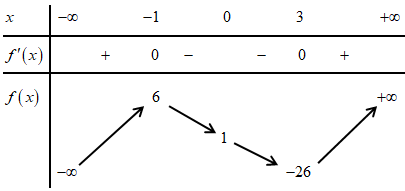 x −∞ −1 0 3 +∞
f′(x) + 0 − − 0 +
f(x) 6 +∞
1
−∞ −26